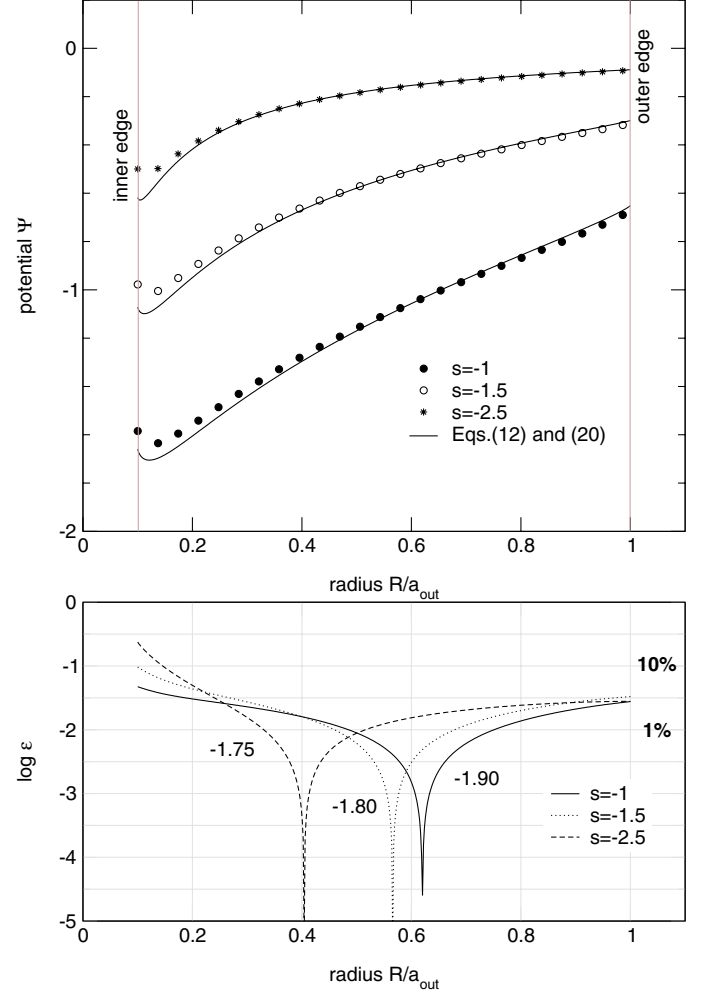 0
-1
-2
potential Ψ
inner edge
outer edge
s=-1
s=-1.5
s=-2.5
Eqs.(12) and (20)
0
0.2
0.4
0.6
0.8
1
radius R/a_out
0
-1
-2
-3
-4
-5
log ε
10%
1%
-1.75
-1.80
-1.90
s=-1
s=-1.5
s=-2.5
0
0.2
0.4
0.6
0.8
1
radius R/a_out